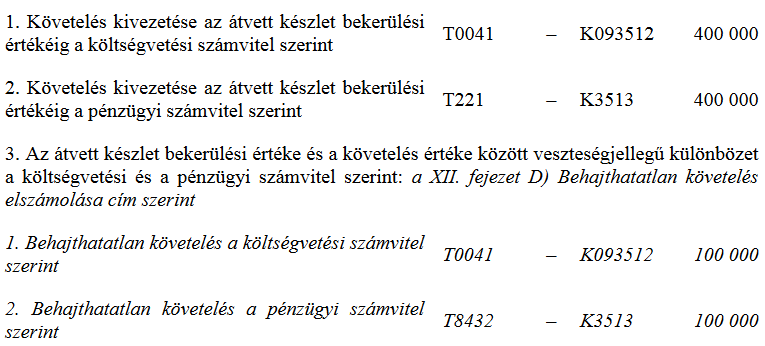 1. Követelés kivezetése az átvett készlet bekerülési
értékéig a költségvetési számvitel szerint
T0041 – K093512 400 000
2. Követelés kivezetése az átvett készlet bekerülési
értékéig a pénzügyi számvitel szerint
T221 – K3513 400 000
3. Az átvett készlet bekerülési értéke és a követelés értéke között veszteségjellegű különbözet
a költségvetési és a pénzügyi számvitel szerint: a XII. fejezet D) Behajthatatlan követelés
elszámolása cím szerint
1. Behajthatatlan követelés a költségvetési számvitel
szerint
T0041 – K093512 100 000
2. Behajthatatlan követelés a pénzügyi számvitel
szerint
T8432 – K3513 100 000